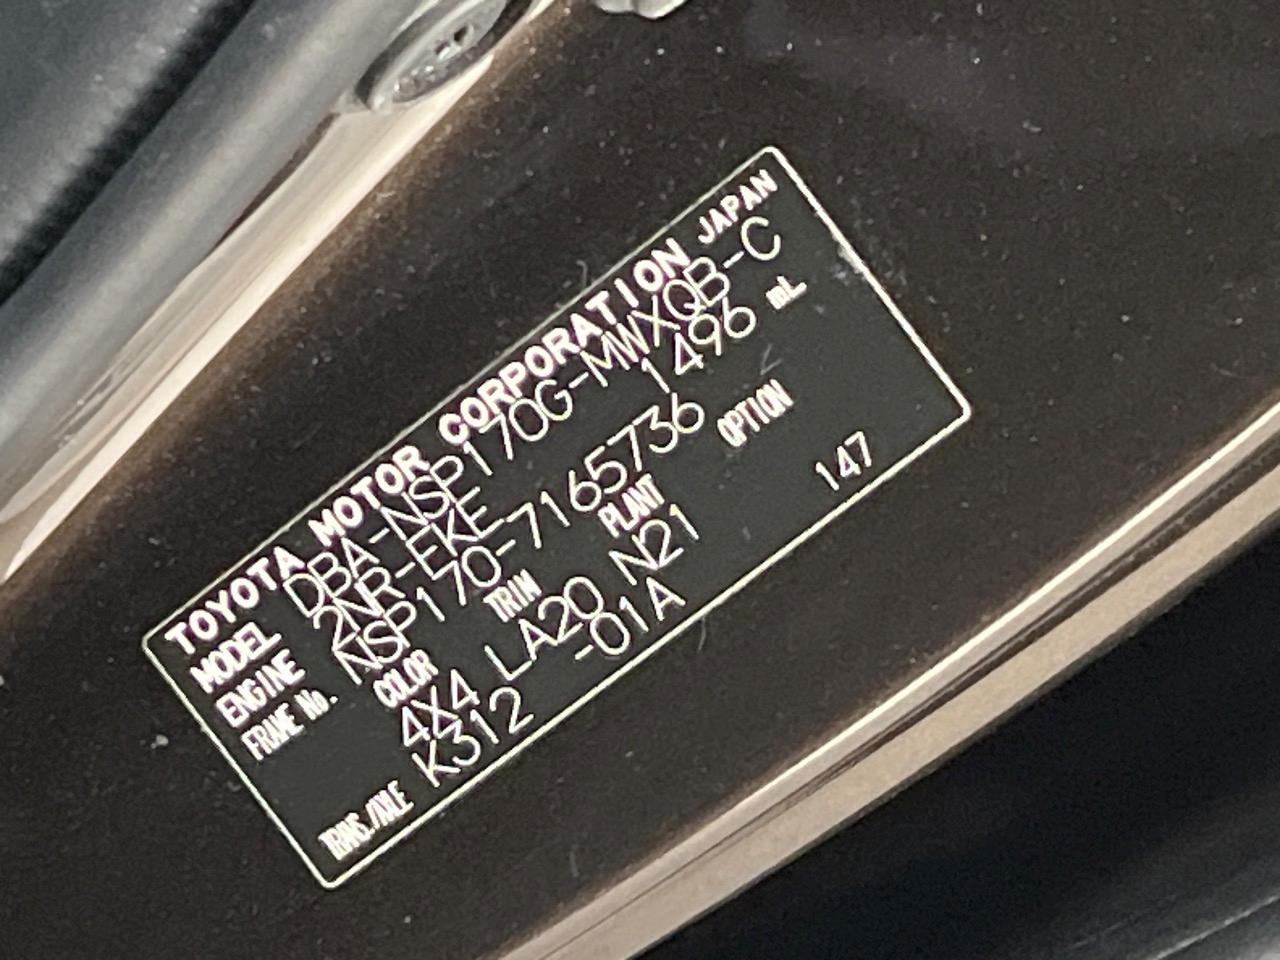 TOYOTA MOTOR CORPORATION JAPAN
MODEL DBA-NSP170G-MWXQB-C
ENGINE 2NR-FKE 1496 mL
FRAME No. NSP170-7165736
COLOR TRIM PLANT OPTION
4X4 LA20 N21 147
TRANS./AXLE K312 -01A